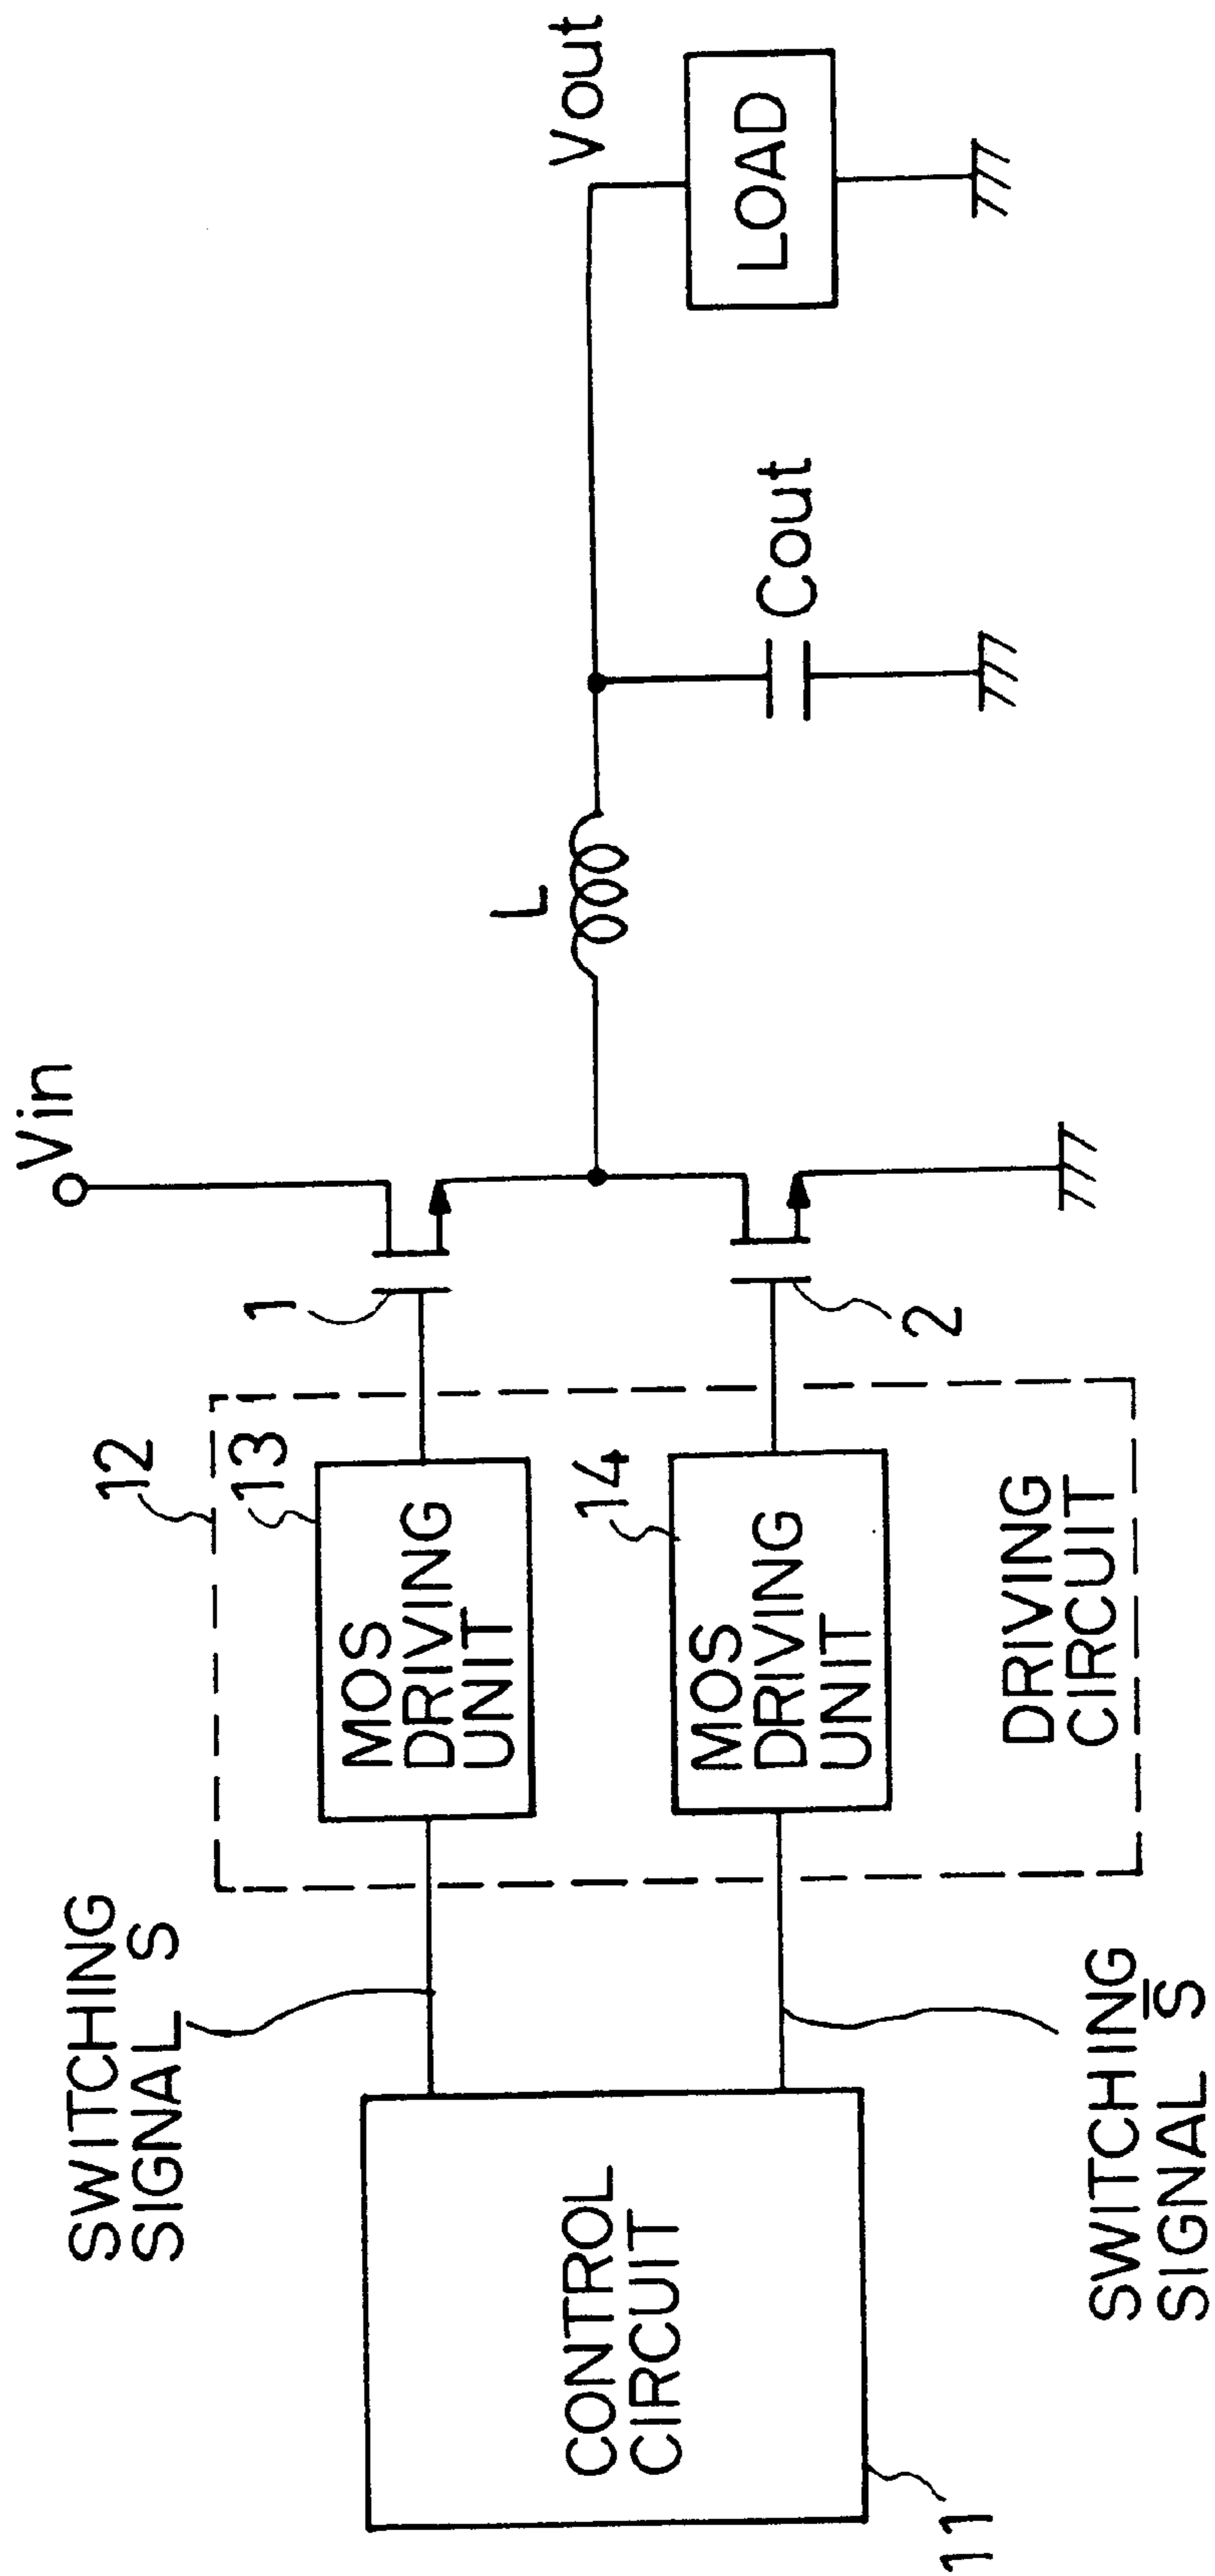 Vin
Vout
L
Cout
LOAD
1
2
12
13
MOS
DRIVING
UNIT
14
MOS
DRIVING
UNIT
DRIVING
CIRCUIT
SWITCHING
SIGNAL S
SWITCHING
SIGNAL S̅
CONTROL
CIRCUIT
11